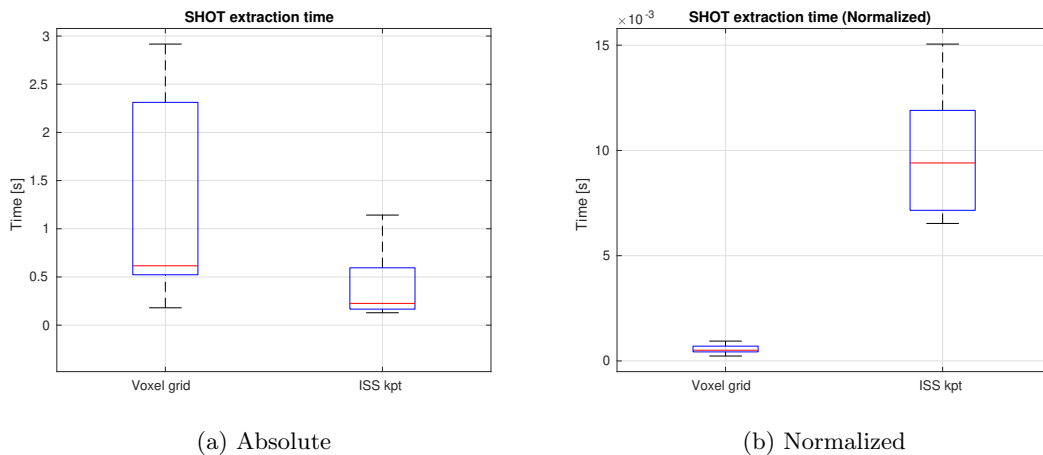 SHOT extraction time
Time [s]
3
2.5
2
1.5
1
0.5
0
Voxel grid
ISS kpt
(a) Absolute
SHOT extraction time (Normalized)
× 10 -3
Time [s]
15
10
5
0
Voxel grid
ISS kpt
(b) Normalized